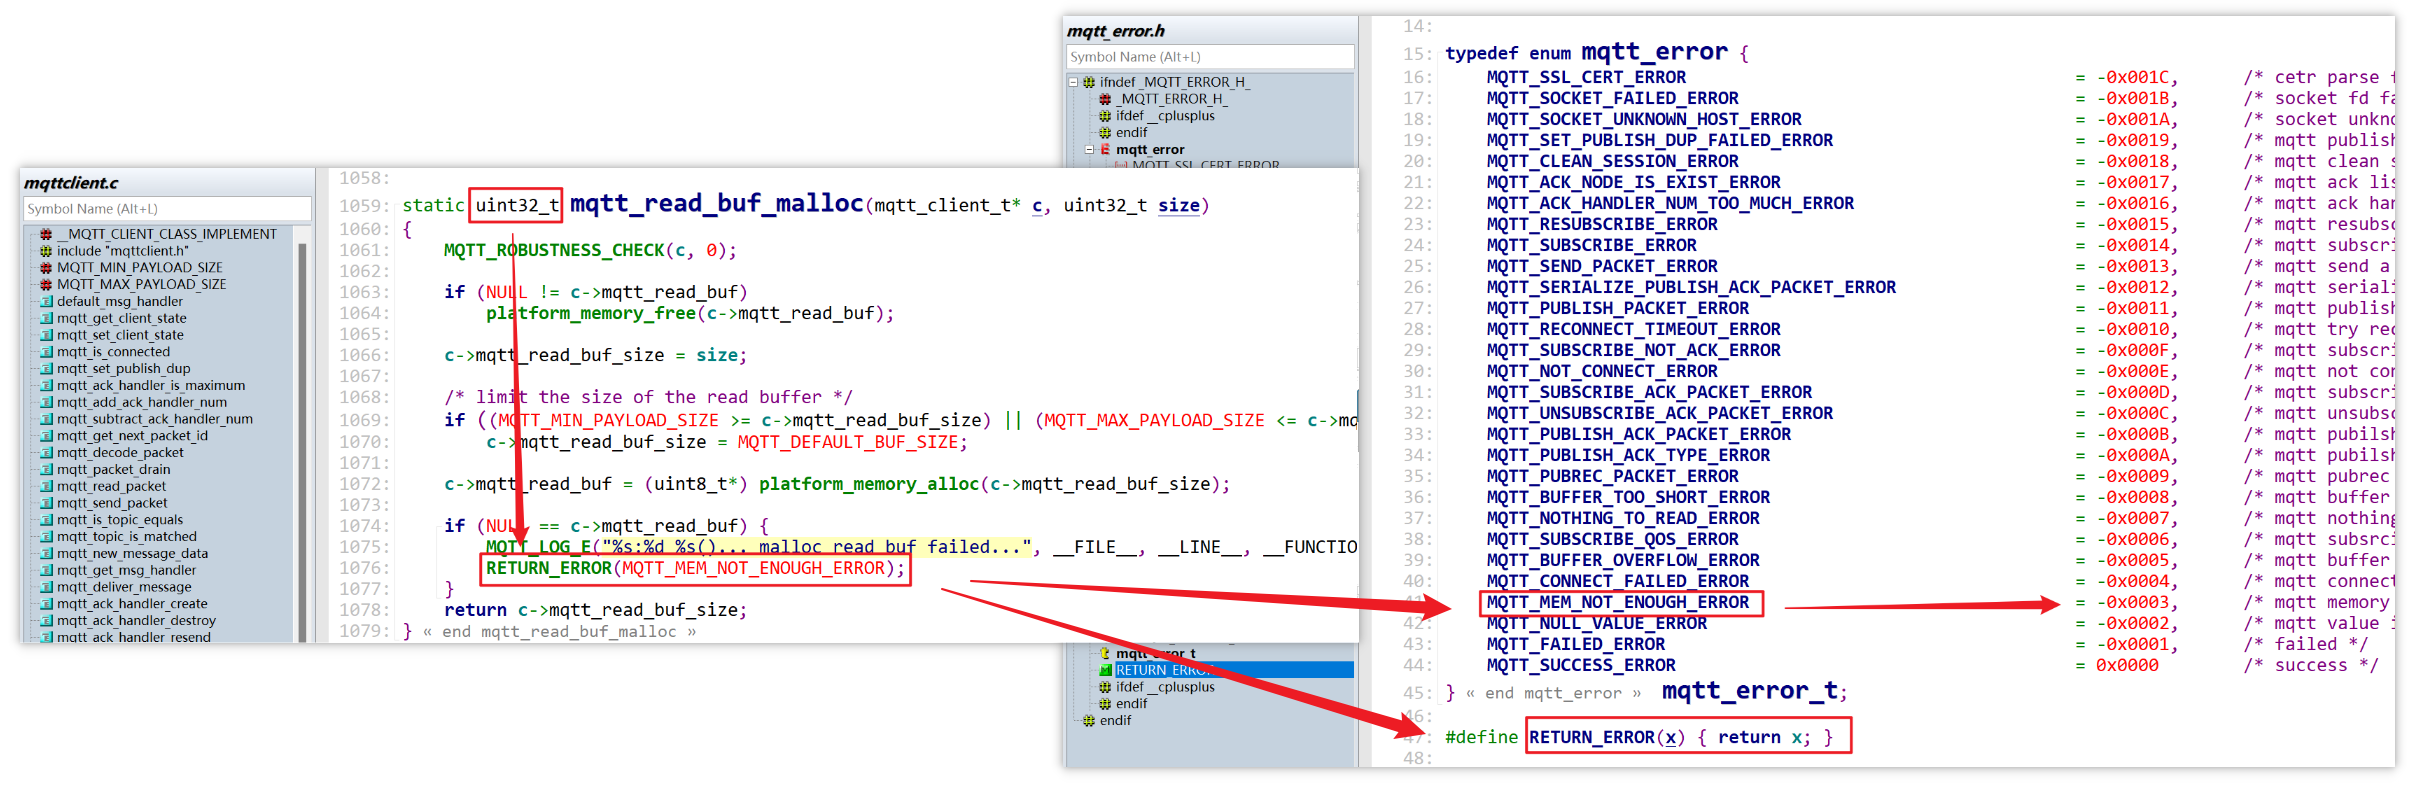 mqtt_error.h
Symbol Name (Alt+L)
ifndef _MQTT_ERROR_H_
_MQTT_ERROR_H_
ifdef __cplusplus
endif
mqtt_error
MQTT_SSL_CERT_ERROR
mqtt_error_t
RETURN_ERROR
ifdef __cplusplus
endif
endif
mqttclient.c
Symbol Name (Alt+L)
__MQTT_CLIENT_CLASS_IMPLEMENT
include "mqttclient.h"
MQTT_MIN_PAYLOAD_SIZE
MQTT_MAX_PAYLOAD_SIZE
default_msg_handler
mqtt_get_client_state
mqtt_set_client_state
mqtt_is_connected
mqtt_set_publish_dup
mqtt_ack_handler_is_maximum
mqtt_add_ack_handler_num
mqtt_subtract_ack_handler_num
mqtt_get_next_packet_id
mqtt_decode_packet
mqtt_packet_drain
mqtt_read_packet
mqtt_send_packet
mqtt_is_topic_equals
mqtt_topic_is_matched
mqtt_new_message_data
mqtt_get_msg_handler
mqtt_deliver_message
mqtt_ack_handler_create
mqtt_ack_handler_destroy
mqtt_ack_handler_resend
1058:
1059: static uint32_t mqtt_read_buf_malloc(mqtt_client_t* c, uint32_t size)
1060: {
1061: MQTT_ROBUSTNESS_CHECK(c, 0);
1062:
1063: if (NULL != c->mqtt_read_buf)
1064: platform_memory_free(c->mqtt_read_buf);
1065:
1066: c->mqtt_read_buf_size = size;
1067:
1068: /* limit the size of the read buffer */
1069: if ((MQTT_MIN_PAYLOAD_SIZE >= c->mqtt_read_buf_size) || (MQTT_MAX_PAYLOAD_SIZE <= c->mq
1070: c->mqtt_read_buf_size = MQTT_DEFAULT_BUF_SIZE;
1071:
1072: c->mqtt_read_buf = (uint8_t*) platform_memory_alloc(c->mqtt_read_buf_size);
1073:
1074: if (NULL == c->mqtt_read_buf) {
1075: MQTT_LOG_E("%s:%d %s()... malloc read buf failed...", __FILE__, __LINE__, __FUNCTIO
1076: RETURN_ERROR(MQTT_MEM_NOT_ENOUGH_ERROR);
1077: }
1078: return c->mqtt_read_buf_size;
1079: } « end mqtt_read_buf_malloc »
14:
15: typedef enum mqtt_error {
16: MQTT_SSL_CERT_ERROR = -0x001C, /* cetr parse f
17: MQTT_SOCKET_FAILED_ERROR = -0x001B, /* socket fd fa
18: MQTT_SOCKET_UNKNOWN_HOST_ERROR = -0x001A, /* socket unkno
19: MQTT_SET_PUBLISH_DUP_FAILED_ERROR = -0x0019, /* mqtt publish
20: MQTT_CLEAN_SESSION_ERROR = -0x0018, /* mqtt clean s
21: MQTT_ACK_NODE_IS_EXIST_ERROR = -0x0017, /* mqtt ack lis
22: MQTT_ACK_HANDLER_NUM_TOO_MUCH_ERROR = -0x0016, /* mqtt ack han
23: MQTT_RESUBSCRIBE_ERROR = -0x0015, /* mqtt resubsc
24: MQTT_SUBSCRIBE_ERROR = -0x0014, /* mqtt subscri
25: MQTT_SEND_PACKET_ERROR = -0x0013, /* mqtt send a
26: MQTT_SERIALIZE_PUBLISH_ACK_PACKET_ERROR = -0x0012, /* mqtt seriali
27: MQTT_PUBLISH_PACKET_ERROR = -0x0011, /* mqtt publish
28: MQTT_RECONNECT_TIMEOUT_ERROR = -0x0010, /* mqtt try rec
29: MQTT_SUBSCRIBE_NOT_ACK_ERROR = -0x000F, /* mqtt subscri
30: MQTT_NOT_CONNECT_ERROR = -0x000E, /* mqtt not con
31: MQTT_SUBSCRIBE_ACK_PACKET_ERROR = -0x000D, /* mqtt subscri
32: MQTT_UNSUBSCRIBE_ACK_PACKET_ERROR = -0x000C, /* mqtt unsubsc
33: MQTT_PUBLISH_ACK_PACKET_ERROR = -0x000B, /* mqtt pubilsh
34: MQTT_PUBLISH_ACK_TYPE_ERROR = -0x000A, /* mqtt pubilsh
35: MQTT_PUBREC_PACKET_ERROR = -0x0009, /* mqtt pubrec
36: MQTT_BUFFER_TOO_SHORT_ERROR = -0x0008, /* mqtt buffer
37: MQTT_NOTHING_TO_READ_ERROR = -0x0007, /* mqtt nothing
38: MQTT_SUBSCRIBE_QOS_ERROR = -0x0006, /* mqtt subsrci
39: MQTT_BUFFER_OVERFLOW_ERROR = -0x0005, /* mqtt buffer
40: MQTT_CONNECT_FAILED_ERROR = -0x0004, /* mqtt connect
41: MQTT_MEM_NOT_ENOUGH_ERROR = -0x0003, /* mqtt memory
42: MQTT_NULL_VALUE_ERROR = -0x0002, /* mqtt value i
43: MQTT_FAILED_ERROR = -0x0001, /* failed */
44: MQTT_SUCCESS_ERROR = 0x0000 /* success */
45: } « end mqtt_error » mqtt_error_t;
46:
47: #define RETURN_ERROR(x) { return x; }
48: